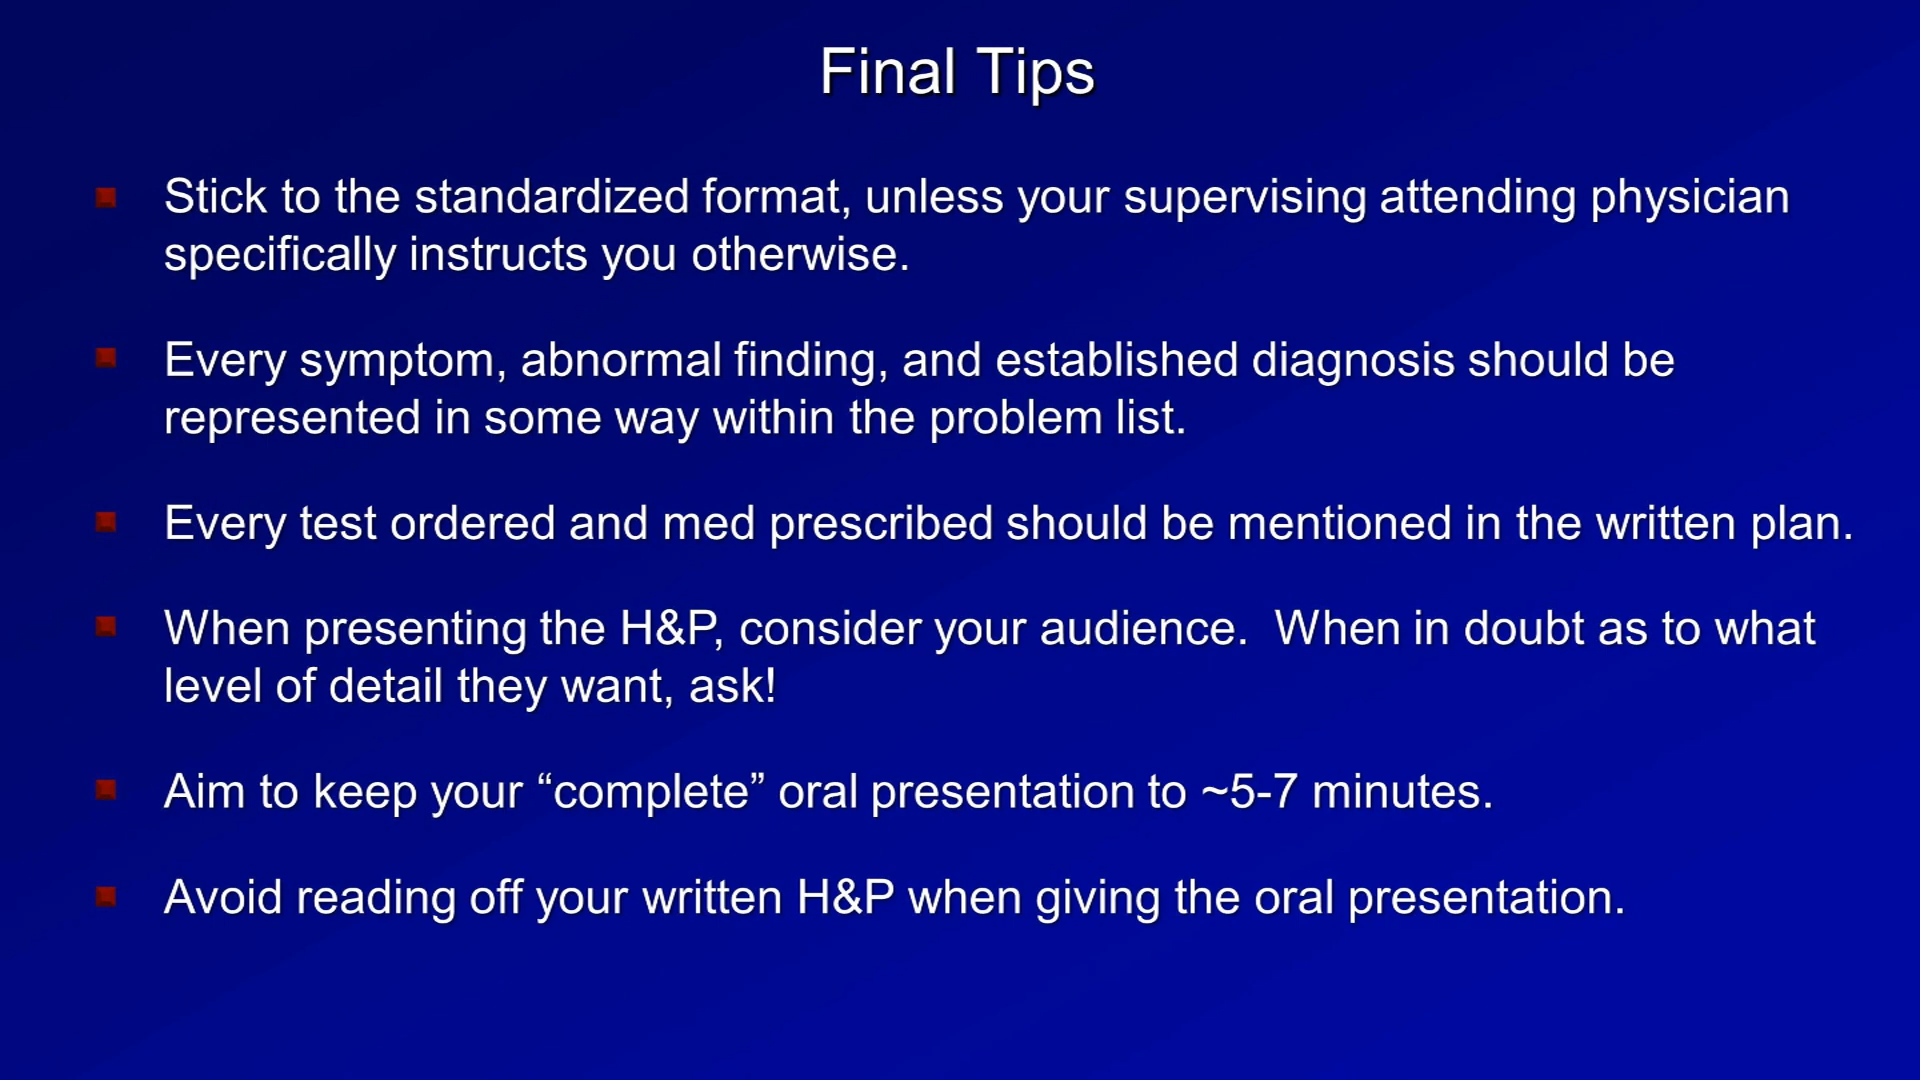 Final Tips
Stick to the standardized format, unless your supervising attending physician
specifically instructs you otherwise.
Every symptom, abnormal finding, and established diagnosis should be
represented in some way within the problem list.
Every test ordered and med prescribed should be mentioned in the written plan.
When presenting the H&P, consider your audience.  When in doubt as to what
level of detail they want, ask!
Aim to keep your “complete” oral presentation to ~5-7 minutes.
Avoid reading off your written H&P when giving the oral presentation.